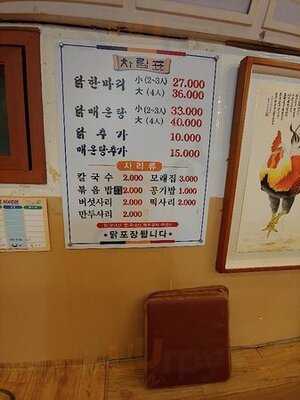 차림표
닭한마리 小(2~3人) 27.000
大(4人) 36.000
닭매운탕 小(2~3人) 33.000
大(4人) 40.000
닭추가 10.000
매운탕추가 15.000
사리류
칼국수 2.000 모래집 3.000
볶음밥 2.000 공기밥 1.000
버섯사리 2.000 떡사리 2.000
만두사리 2.000
*닭포장됩니다*